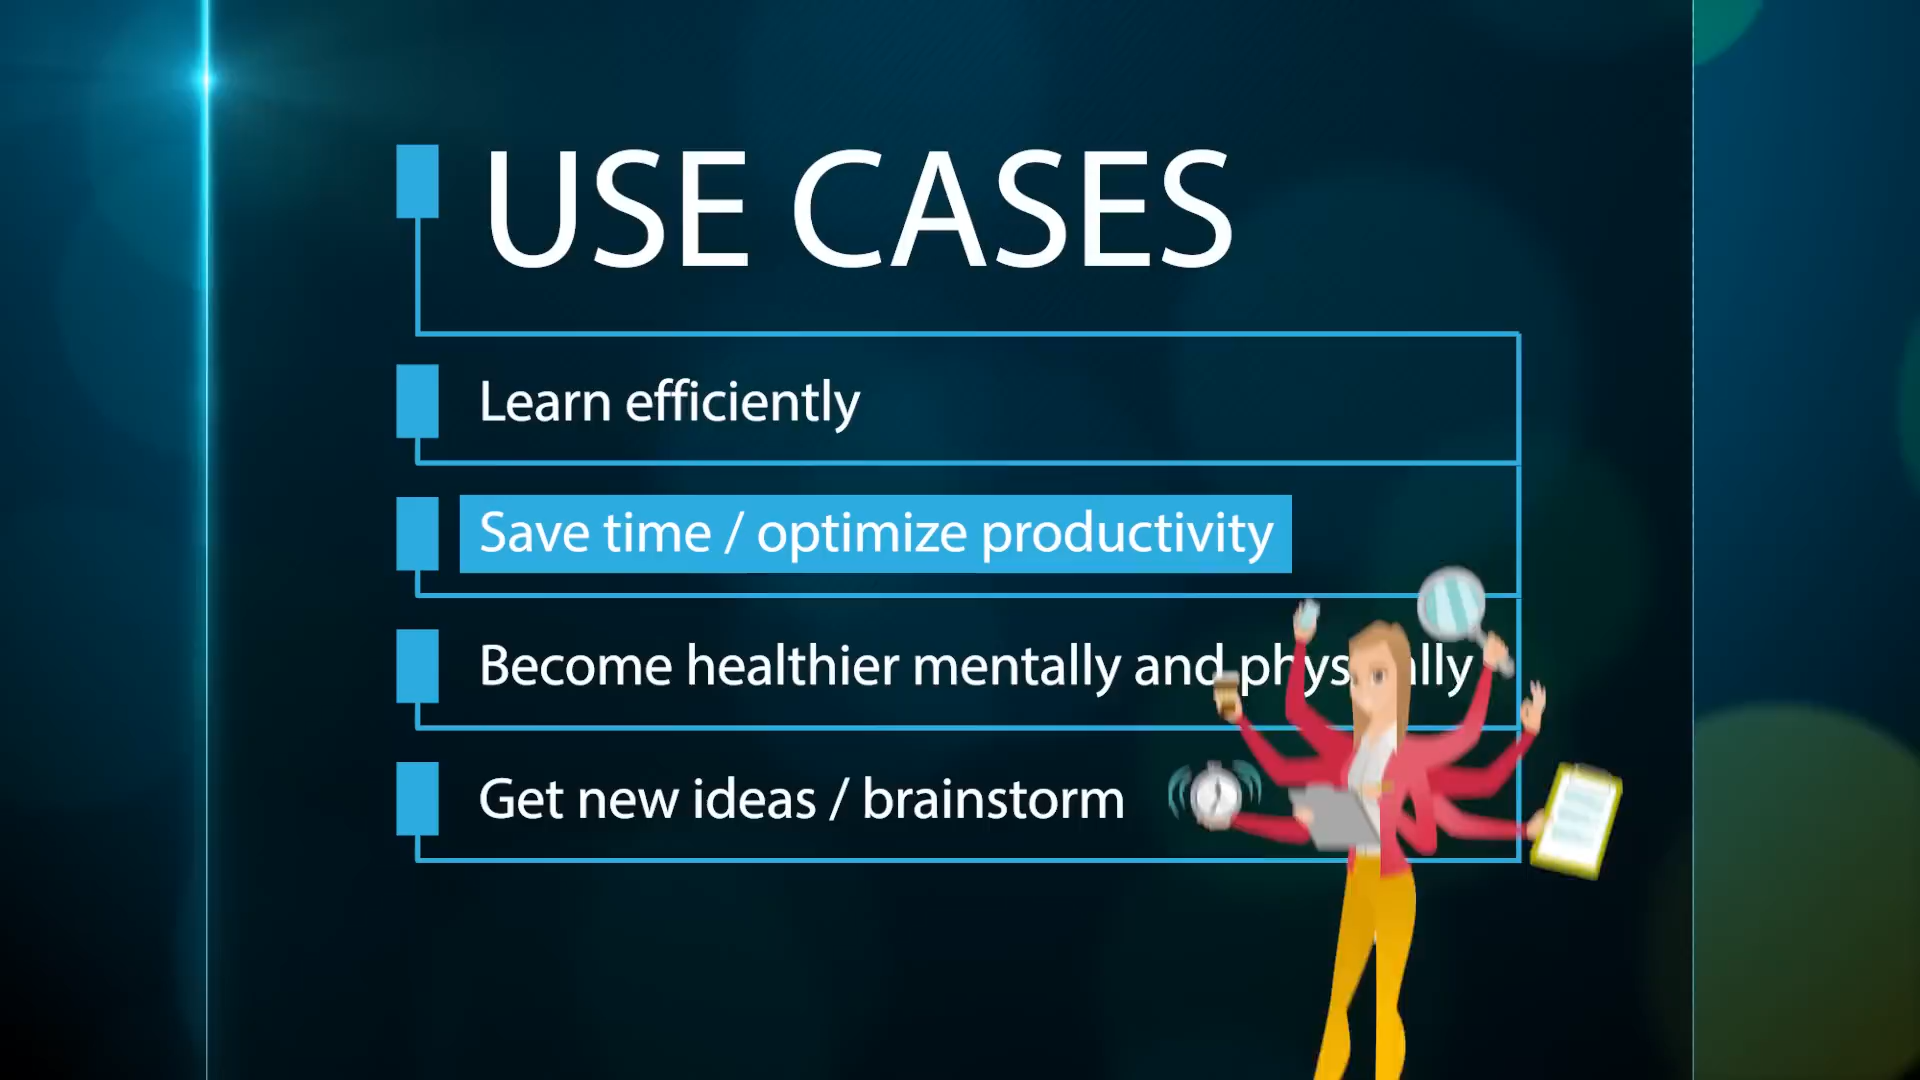 USE CASES
Learn efficiently
Save time / optimize productivity
Become healthier mentally and
Get new ideas / brainstorm